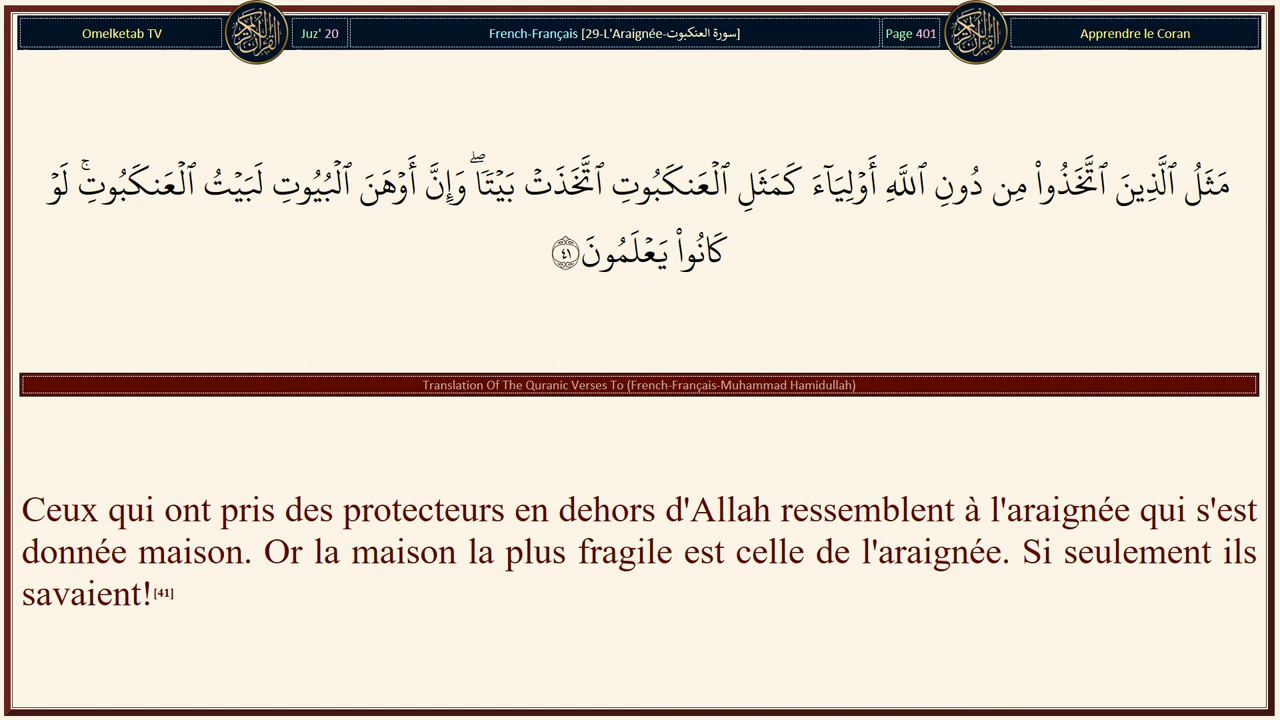 Omelketab TV
Juz' 20
French-Français [29-L'Araignée-سورة العنكبوت]
Page 401
Apprendre le Coran
مَثَلُ ٱلَّذِينَ ٱتَّخَذُوا۟ مِن دُونِ ٱللَّهِ أَوْلِيَآءَ كَمَثَلِ ٱلْعَنكَبُوتِ ٱتَّخَذَتْ بَيْتًا ۖ وَإِنَّ أَوْهَنَ ٱلْبُيُوتِ لَبَيْتُ ٱلْعَنكَبُوتِ ۚ لَوْ
كَانُوا۟ يَعْلَمُونَ ٤١
Translation Of The Quranic Verses To (French-Français-Muhammad Hamidullah)
Ceux qui ont pris des protecteurs en dehors d'Allah ressemblent à l'araignée qui s'est
donnée maison. Or la maison la plus fragile est celle de l'araignée. Si seulement ils
savaient![41]